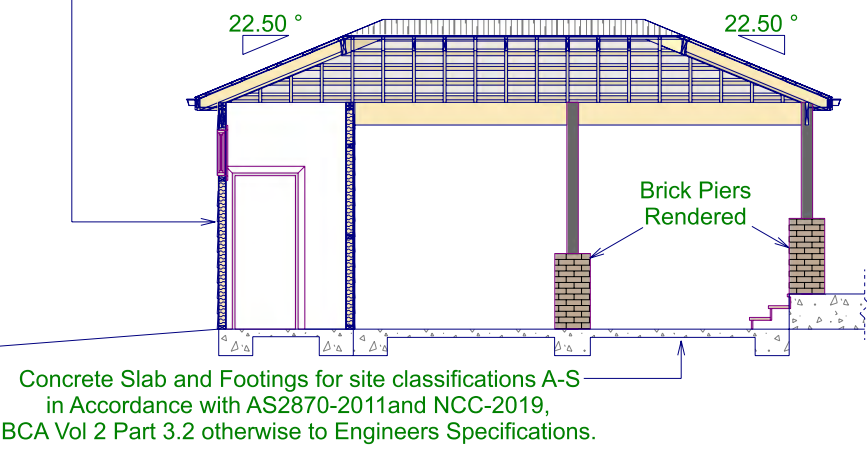 22.50 ° 22.50 °
Brick Piers
Rendered
Concrete Slab and Footings for site classifications A-S
in Accordance with AS2870-2011and NCC-2019,
BCA Vol 2 Part 3.2 otherwise to Engineers Specifications.